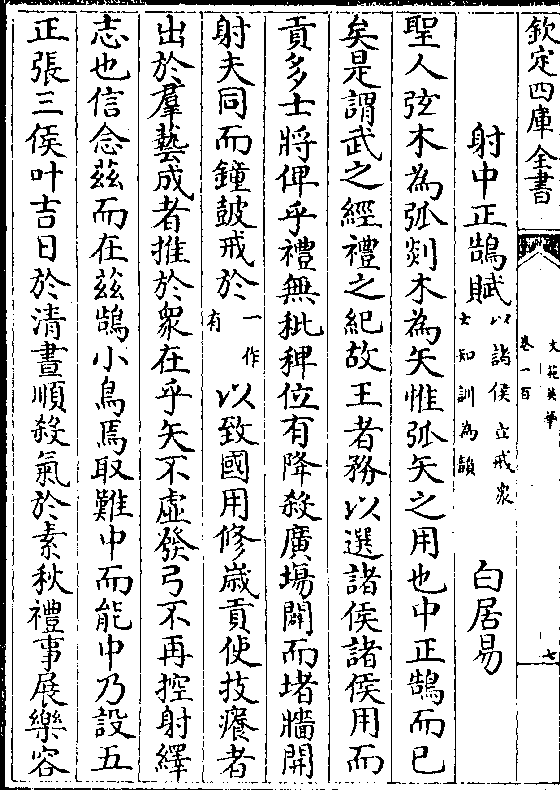 欽定四庫全書
文苑英華
卷一百
七
射中正鵠賦以諸侯立戒衆
士知訓為韻
白居易
聖人弦木為弧剡木為矢惟弧矢之用也中正鵠而已
矣是謂武之經禮之紀故王者務以選諸侯諸侯用而
貢多士將俾乎禮無秕稗位有降殺廣場闢而堵牆開
射夫同而鐘鼓戒於一作
有以致國用修歲貢使技癢者
出於羣藝成者推於衆在乎矢不虛發弓不再控射繹
志也信念茲而在茲鵠小鳥焉取難中而能中乃設五
正張三侯叶吉日於清晝順殺氣於素秋禮事展樂容